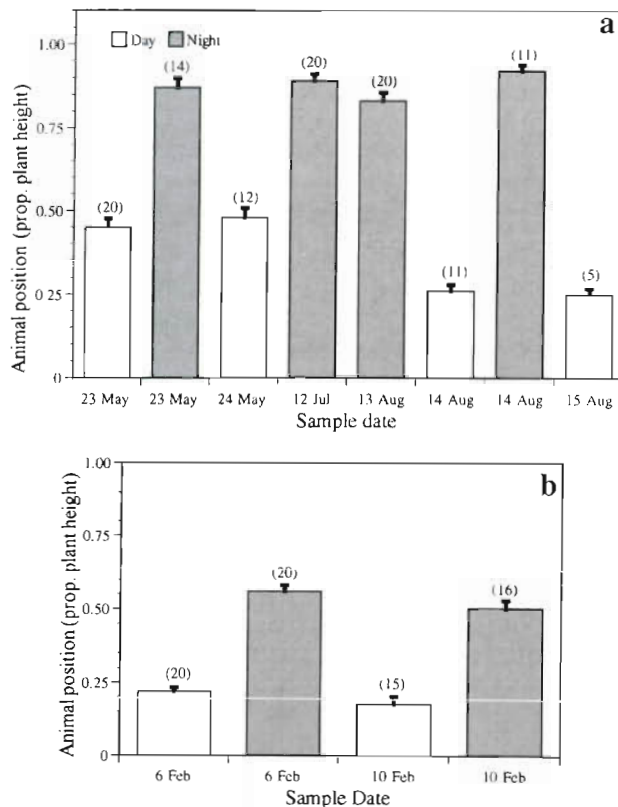 a
Day Night
1.00
0.75
0.50
0 25
0
Animal position (prop. plant height)
(20)
(14)
(12)
(20)
(20)
(11)
(11)
(5)
23 May 23 May 24 May 12 Jul 13 Aug 14 Aug 14 Aug 15 Aug
Sample date
b
1.00
0.75
0.50
0.25
0
Animal position (prop. plant height)
(20)
(20)
(15)
(16)
6 Feb 6 Feb 10 Feb 10 Feb
Sample Date